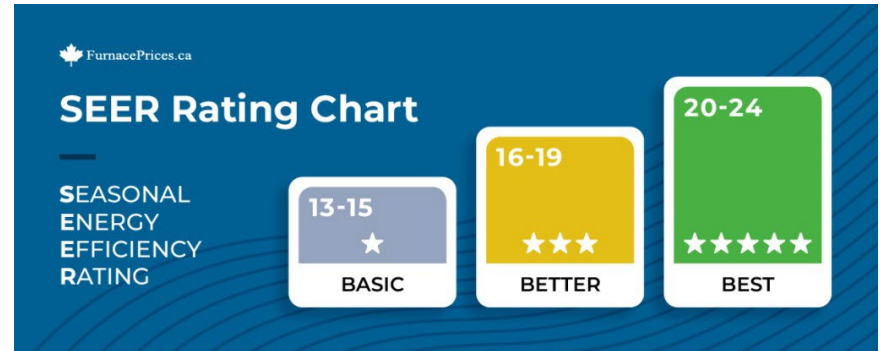 FurnacePrices.ca
SEER Rating Chart
SEASONAL
ENERGY
EFFICIENCY
RATING
13-15
BASIC
16-19
BETTER
20-24
BEST